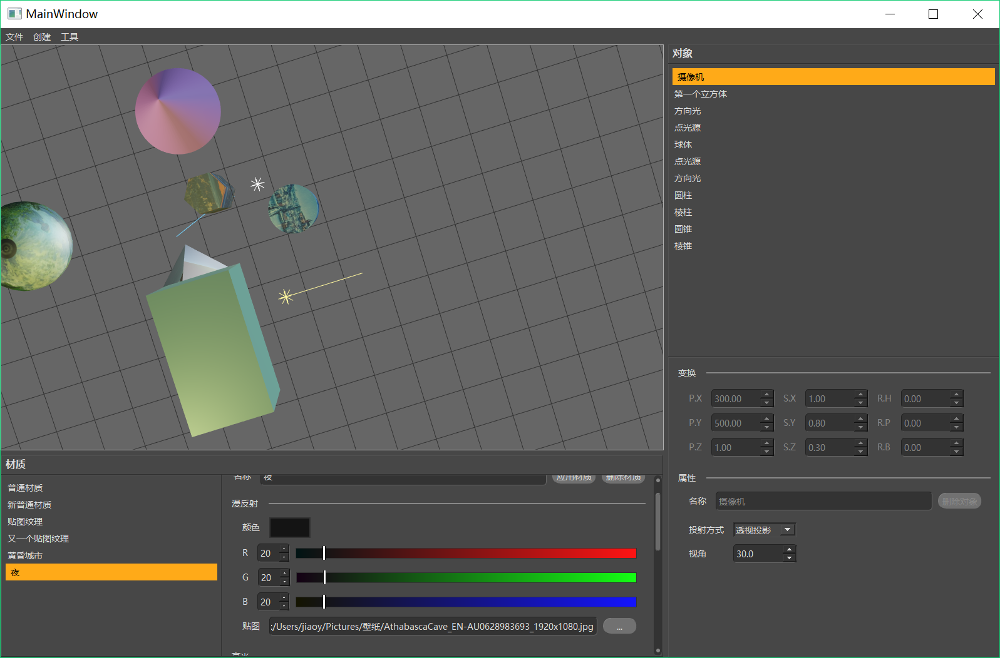 MainWindow
文件 创建 工具
对象
摄像机
第一个立方体
方向光
点光源
球体
点光源
方向光
圆柱
棱柱
圆锥
棱锥
变换
P.X 300.00 S.X 1.00 R.H 0.00
P.Y 500.00 S.Y 0.80 R.P 0.00
P.Z 1.00 S.Z 0.30 R.B 0.00
属性
名称 摄像机 删除对象
投射方式 透视投影
视角 30.0
材质
普通材质
新普通材质
贴图纹理
又一个贴图纹理
黄昏城市
夜
名称 夜 应用材质 删除材质
漫反射
颜色
R 20
G 20
B 20
贴图 :/Users/jiaoy/Pictures/壁纸/AthabascaCave_EN-AU0628983693_1920x1080.jpg ...